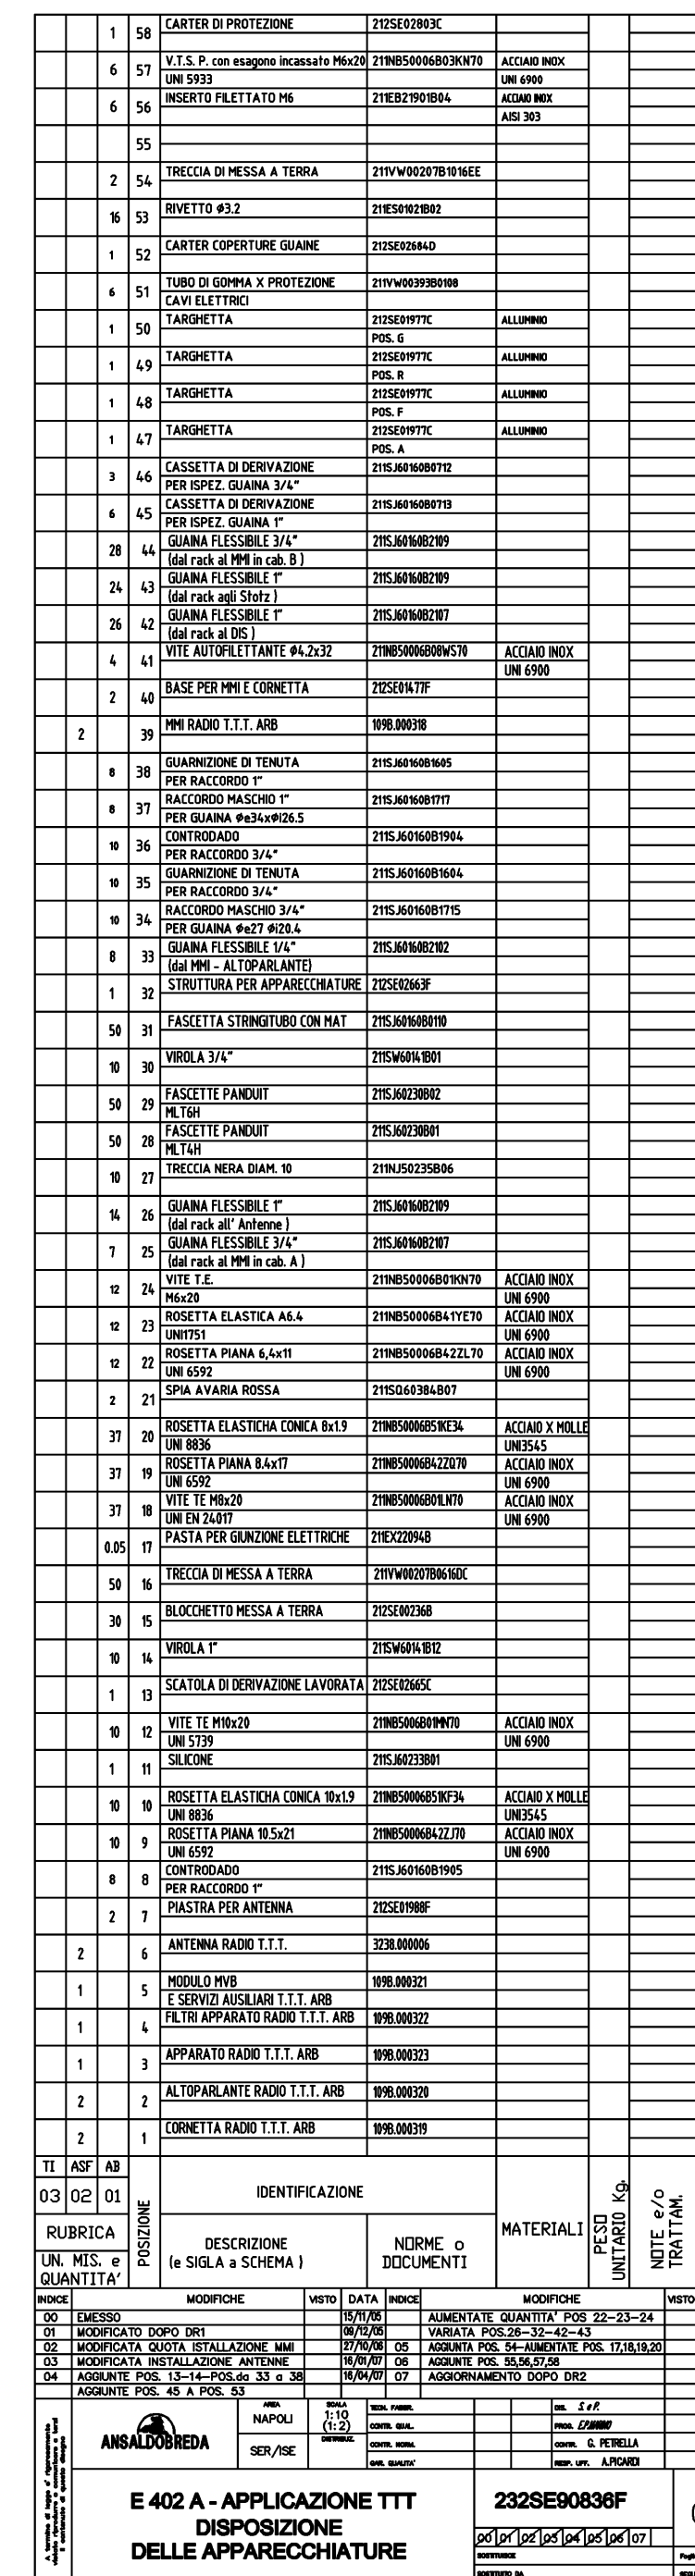 1 58 CARTER DI PROTEZIONE 212SE02803C
6 57 V.T.S. P. con esagono incassato M6x20 211NB50006B03KN70 ACCIAIO INOX
UNI 5933 UNI 6900
6 56 INSERTO FILETTATO M6 211EB21901B04 ACCIAIO INOX
AISI 303
55
2 54 TRECCIA DI MESSA A TERRA 211VW00207B1016EE
16 53 RIVETTO Ø3.2 211ES01021B02
1 52 CARTER COPERTURE GUAINE 212SE02684D
6 51 TUBO DI GOMMA X PROTEZIONE 211VW00393B0108
CAVI ELETTRICI
1 50 TARGHETTA 212SE01977C ALLUMINIO
POS. G
1 49 TARGHETTA 212SE01977C ALLUMINIO
POS. R
1 48 TARGHETTA 212SE01977C ALLUMINIO
POS. F
1 47 TARGHETTA 212SE01977C ALLUMINIO
POS. A
3 46 CASSETTA DI DERIVAZIONE 211SJ60160B0712
PER ISPEZ. GUAINA 3/4"
6 45 CASSETTA DI DERIVAZIONE 211SJ60160B0713
PER ISPEZ. GUAINA 1"
28 44 GUAINA FLESSIBILE 3/4" 211SJ60160B2109
(dal rack al MMI in cab. B )
24 43 GUAINA FLESSIBILE 1" 211SJ60160B2109
(dal rack agli Stotz )
26 42 GUAINA FLESSIBILE 1" 211SJ60160B2107
(dal rack al DIS )
4 41 VITE AUTOFILETTANTE Ø4.2x32 211NB50006B08WS70 ACCIAIO INOX
UNI 6900
2 40 BASE PER MMI E CORNETTA 212SE01477F
2 39 MMI RADIO T.T.T. ARB 109B.000318
8 38 GUARNIZIONE DI TENUTA 211SJ60160B1605
PER RACCORDO 1"
8 37 RACCORDO MASCHIO 1" 211SJ60160B1717
PER GUAINA Øe34xØi26.5
10 36 CONTRODADO 211SJ60160B1904
PER RACCORDO 3/4"
10 35 GUARNIZIONE DI TENUTA 211SJ60160B1604
PER RACCORDO 3/4"
10 34 RACCORDO MASCHIO 3/4" 211SJ60160B1715
PER GUAINA Øe27 Øi20.4
8 33 GUAINA FLESSIBILE 1/4" 211SJ60160B2102
(dal MMI - ALTOPARLANTE)
1 32 STRUTTURA PER APPARECCHIATURE 212SE02663F
50 31 FASCETTA STRINGITUBO CON MAT 211SJ60160B0110
10 30 VIROLA 3/4" 211SW60141B01
50 29 FASCETTE PANDUIT 211SJ60230B02
MLT6H
50 28 FASCETTE PANDUIT 211SJ60230B01
MLT4H
10 27 TRECCIA NERA DIAM. 10 211NJ50235B06
14 26 GUAINA FLESSIBILE 1" 211SJ60160B2109
(dal rack all' Antenne )
7 25 GUAINA FLESSIBILE 3/4" 211SJ60160B2107
(dal rack al MMI in cab. A )
12 24 VITE T.E. 211NB50006B01KN70 ACCIAIO INOX
M6x20 UNI 6900
12 23 ROSETTA ELASTICA A6.4 211NB50006B41YE70 ACCIAIO INOX
UNI1751 UNI 6900
12 22 ROSETTA PIANA 6,4x11 211NB50006B42ZL70 ACCIAIO INOX
UNI 6592 UNI 6900
2 21 SPIA AVARIA ROSSA 211SQ60384B07
37 20 ROSETTA ELASTICHA CONICA 8x1.9 211NB50006B51KE34 ACCIAIO X MOLLE
UNI 8836 UNI3545
37 19 ROSETTA PIANA 8.4x17 211NB50006B42ZQ70 ACCIAIO INOX
UNI 6592 UNI 6900
37 18 VITE TE M8x20 211NB50006B01LN70 ACCIAIO INOX
UNI EN 24017 UNI 6900
0.05 17 PASTA PER GIUNZIONE ELETTRICHE 211EX22094B
50 16 TRECCIA DI MESSA A TERRA 211VW00207B0616DC
30 15 BLOCCHETTO MESSA A TERRA 212SE00236B
10 14 VIROLA 1" 211SW60141B12
1 13 SCATOLA DI DERIVAZIONE LAVORATA 212SE02665C
10 12 VITE TE M10x20 211NB5006B01MN70 ACCIAIO INOX
UNI 5739 UNI 6900
1 11 SILICONE 211SJ60233B01
10 10 ROSETTA ELASTICHA CONICA 10x1.9 211NB50006B51KF34 ACCIAIO X MOLLE
UNI 8836 UNI3545
10 9 ROSETTA PIANA 10.5x21 211NB50006B42ZJ70 ACCIAIO INOX
UNI 6592 UNI 6900
8 8 CONTRODADO 211SJ60160B1905
PER RACCORDO 1"
2 7 PIASTRA PER ANTENNA 212SE01988F
2 6 ANTENNA RADIO T.T.T. 3238.000006
1 5 MODULO MVB 109B.000321
E SERVIZI AUSILIARI T.T.T. ARB
1 4 FILTRI APPARATO RADIO T.T.T. ARB 109B.000322
1 3 APPARATO RADIO T.T.T. ARB 109B.000323
2 2 ALTOPARLANTE RADIO T.T.T. ARB 109B.000320
2 1 CORNETTA RADIO T.T.T. ARB 109B.000319
TI ASF AB
03 02 01
RUBRICA
UN. MIS. e
QUANTITA'
POSIZIONE
IDENTIFICAZIONE
DESCRIZIONE
(e SIGLA a SCHEMA )
NORME o
DOCUMENTI
MATERIALI
PESO
UNITARIO Kg.
NOTE e/o
TRATTAM.
INDICE MODIFICHE VISTO DATA INDICE MODIFICHE VISTO
00 EMESSO 15/11/05 AUMENTATE QUANTITA' POS 22-23-24
01 MODIFICATO DOPO DR1 09/12/05 VARIATA POS.26-32-42-43
02 MODIFICATA QUOTA ISTALLAZIONE MMI 27/10/06 05 AGGIUNTA POS. 54-AUMENTATE POS. 17,18,19,20
03 MODIFICATA INSTALLAZIONE ANTENNE 16/01/07 06 AGGIUNTE POS. 55,56,57,58
04 AGGIUNTE POS. 13-14-POS.da 33 a 38 16/04/07 07 AGGIORNAMENTO DOPO DR2
AGGIUNTE POS. 45 A POS. 53
A termine di legge e' rigorosamente
vietato riprodurre o comunicare a terzi
il contenuto di questo disegno
ANSALDOBREDA
AREA
NAPOLI
SER/ISE
SCALA
1:10
(1: 2)
DISTRIBUZ.
TECN. FABBR.
CONTR. QUAL.
CONTR. NORM.
GAR. QUALITA'
DIS. S e P.
PROG.
CONTR. G. PETRELLA
RESP. UFF. A.PICARDI
E 402 A - APPLICAZIONE TTT
DISPOSIZIONE
DELLE APPARECCHIATURE
232SE90836F
00 01 02 03 04 05 06 07
SOSTITUISCE
SOSTITUITO DA